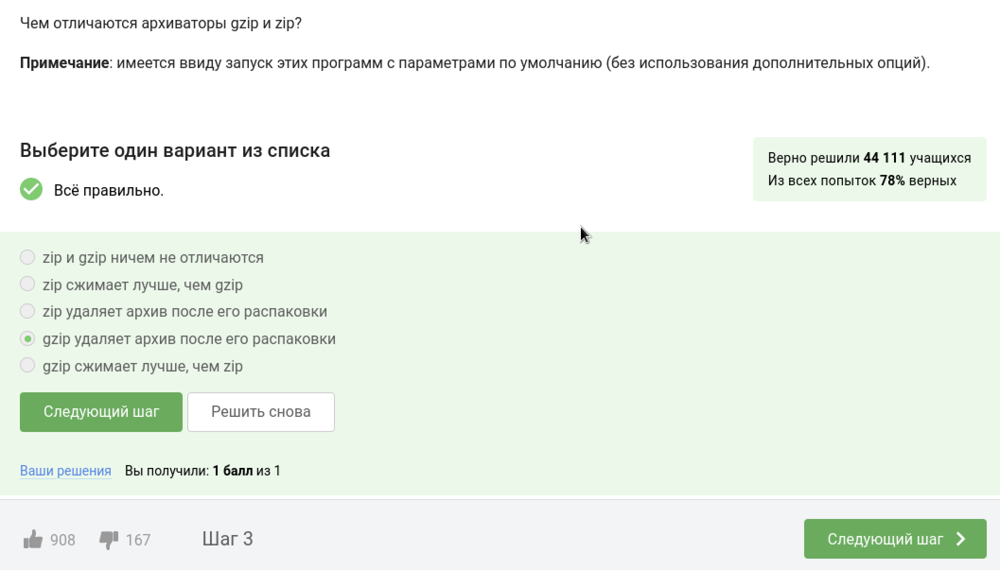 Чем отличаются архиваторы gzip и zip?
Примечание: имеется ввиду запуск этих программ с параметрами по умолчанию (без использования дополнительных опций).
Выберите один вариант из списка
Всё правильно.
Верно решили 44 111 учащихся
Из всех попыток 78% верных
zip и gzip ничем не отличаются
zip сжимает лучше, чем gzip
zip удаляет архив после его распаковки
gzip удаляет архив после его распаковки
gzip сжимает лучше, чем zip
Следующий шаг Решить снова
Ваши решения Вы получили: 1 балл из 1
908 167 Шаг 3 Следующий шаг